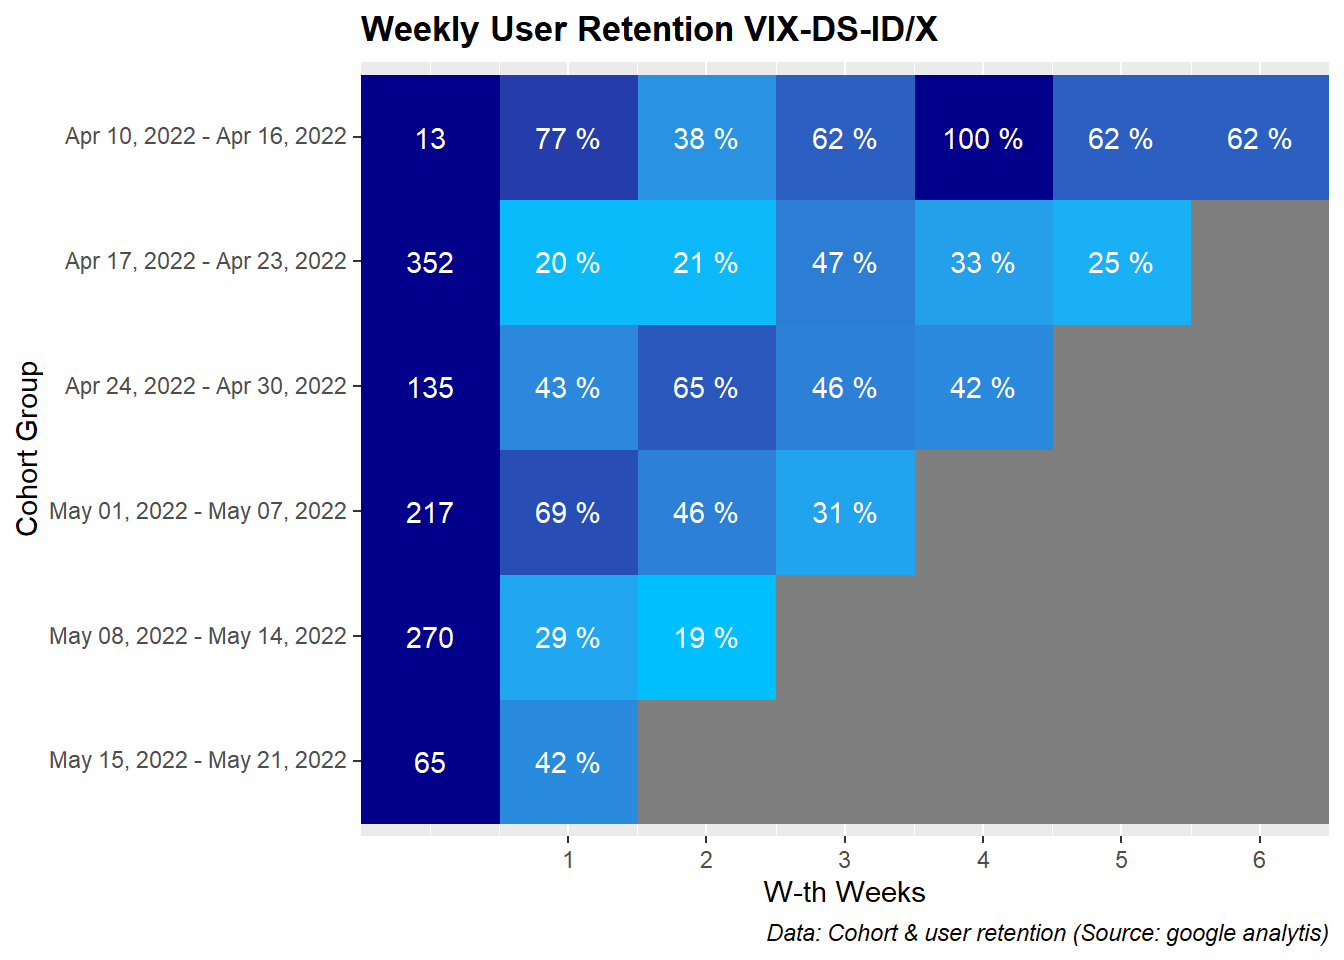 Weekly User Retention VIX-DS-ID/X
Cohort Group
Apr 10, 2022 - Apr 16, 2022 13 77 % 38 % 62 % 100 % 62 % 62 %
Apr 17, 2022 - Apr 23, 2022 352 20 % 21 % 47 % 33 % 25 %
Apr 24, 2022 - Apr 30, 2022 135 43 % 65 % 46 % 42 %
May 01, 2022 - May 07, 2022 217 69 % 46 % 31 %
May 08, 2022 - May 14, 2022 270 29 % 19 %
May 15, 2022 - May 21, 2022 65 42 %
1 2 3 4 5 6
W-th Weeks
Data: Cohort & user retention (Source: google analytis)